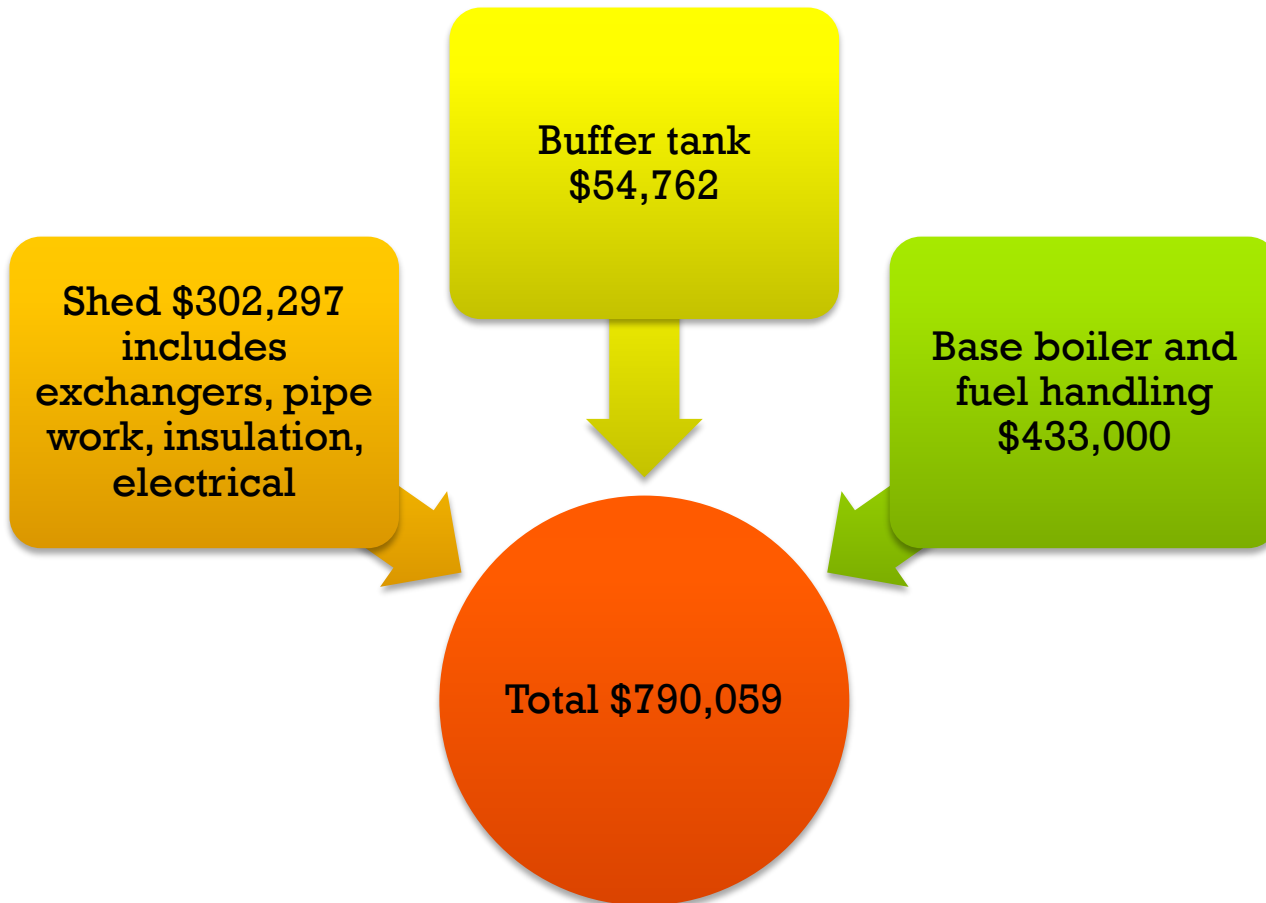 Buffer tank
$54,762
Shed $302,297
includes
exchangers, pipe
work, insulation,
electrical
Base boiler and
fuel handling
$433,000
Total $790,059